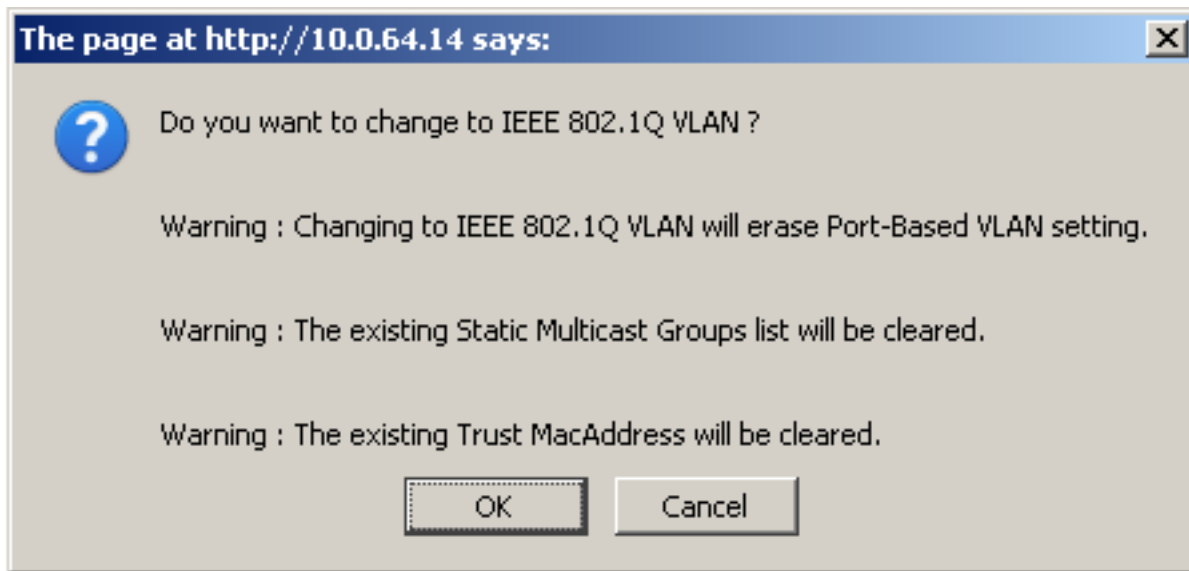 The page at http://10.0.64.14 says:
Do you want to change to IEEE 802.1Q VLAN ?
Warning : Changing to IEEE 802.1Q VLAN will erase Port-Based VLAN setting.
Warning : The existing Static Multicast Groups list will be cleared.
Warning : The existing Trust MacAddress will be cleared.
OK
Cancel